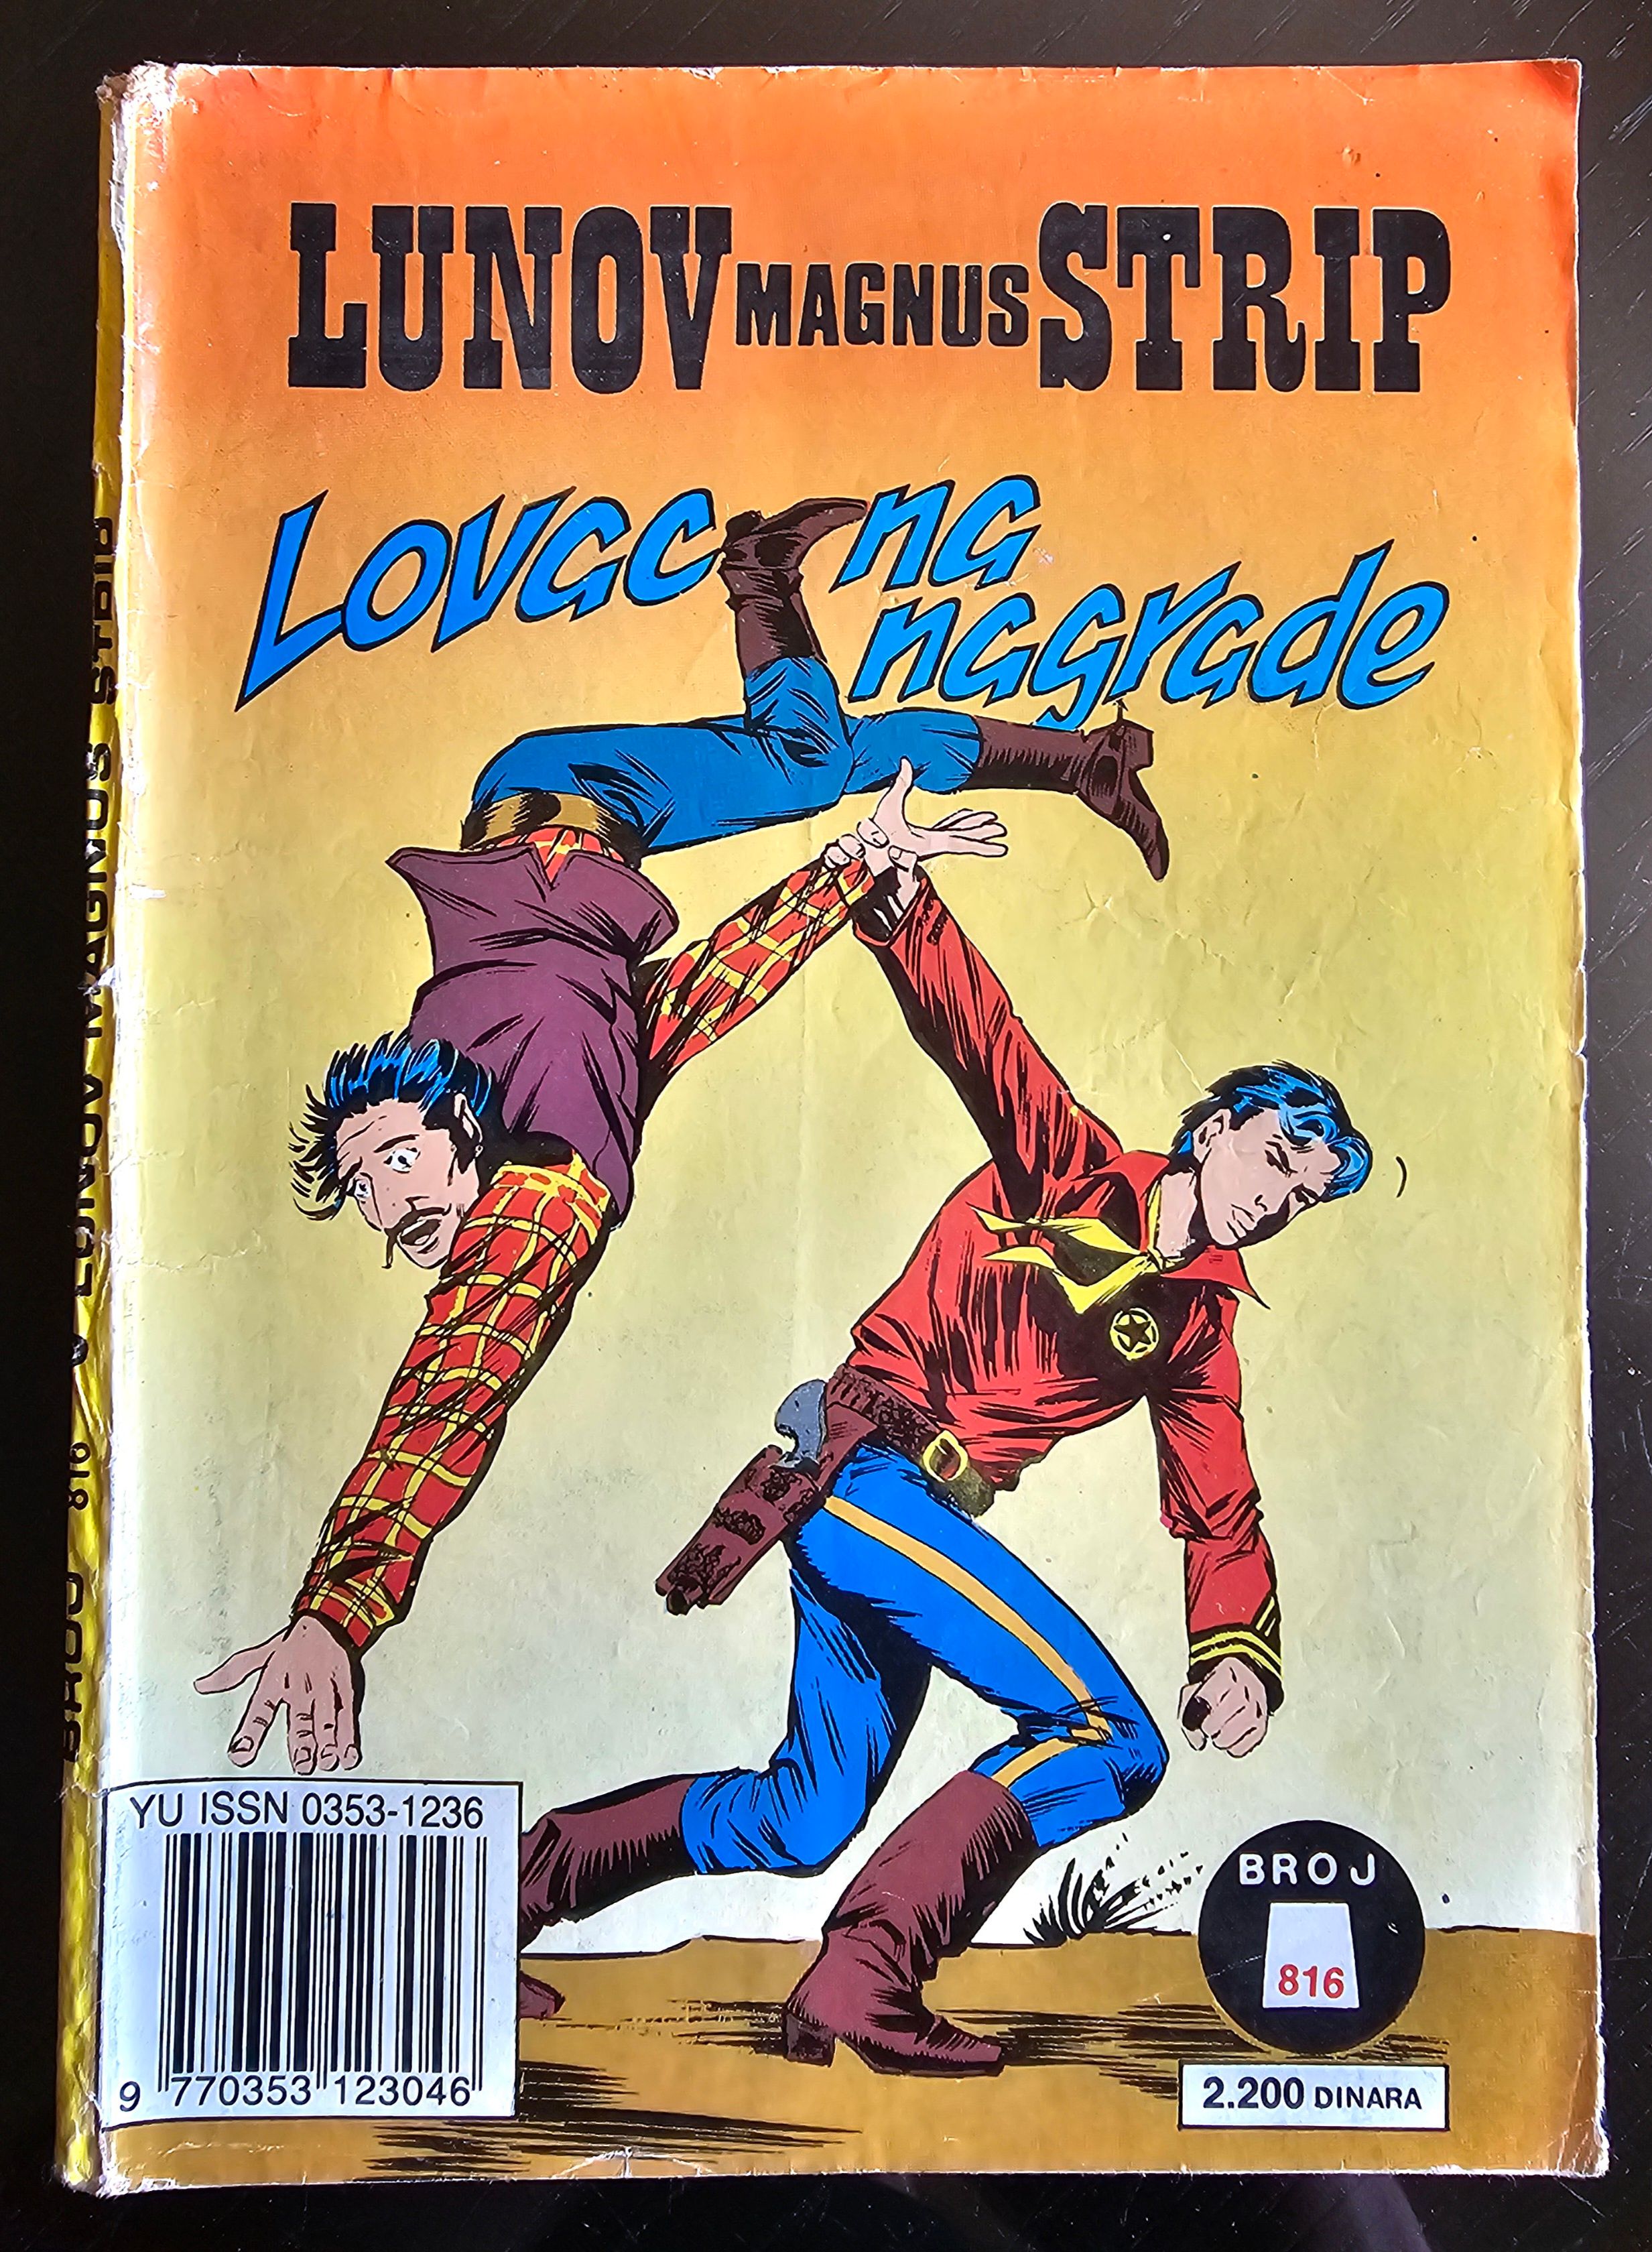 LUNOV MAGNUS STRIP
Lovac na
nagrade
BROJ 816 LUNOV MAGNUS STRIP
YU ISSN 0353-1236
9 770353 123046
BROJ
816
2.200 DINARA